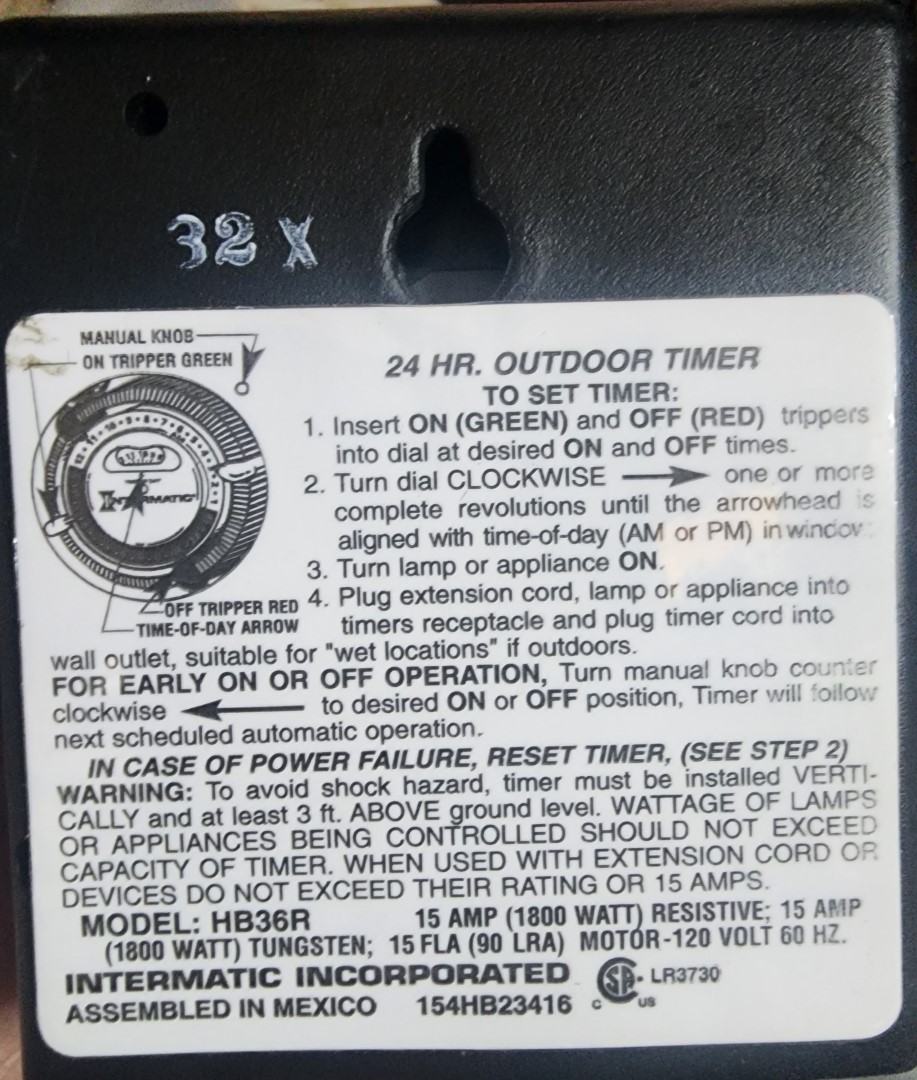 32 X
MANUAL KNOB
ON TRIPPER GREEN
INTERMATIC
OFF TRIPPER RED
TIME-OF-DAY ARROW
24 HR. OUTDOOR TIMER
TO SET TIMER:
1. Insert ON (GREEN) and OFF (RED) trippers
into dial at desired ON and OFF times.
2. Turn dial CLOCKWISE → one or more
complete revolutions until the arrowhead is
aligned with time-of-day (AM or PM) in window.
3. Turn lamp or appliance ON.
4. Plug extension cord, lamp or appliance into
timers receptacle and plug timer cord into
wall outlet, suitable for "wet locations" if outdoors.
FOR EARLY ON OR OFF OPERATION, Turn manual knob counter
clockwise ← to desired ON or OFF position, Timer will follow
next scheduled automatic operation.
IN CASE OF POWER FAILURE, RESET TIMER, (SEE STEP 2)
WARNING: To avoid shock hazard, timer must be installed VERTI-
CALLY and at least 3 ft. ABOVE ground level. WATTAGE OF LAMPS
OR APPLIANCES BEING CONTROLLED SHOULD NOT EXCEED
CAPACITY OF TIMER. WHEN USED WITH EXTENSION CORD OR
DEVICES DO NOT EXCEED THEIR RATING OR 15 AMPS.
MODEL: HB36R 15 AMP (1800 WATT) RESISTIVE; 15 AMP
(1800 WATT) TUNGSTEN; 15 FLA (90 LRA) MOTOR-120 VOLT 60 HZ.
INTERMATIC INCORPORATED C SA US LR3730
ASSEMBLED IN MEXICO 154HB23416